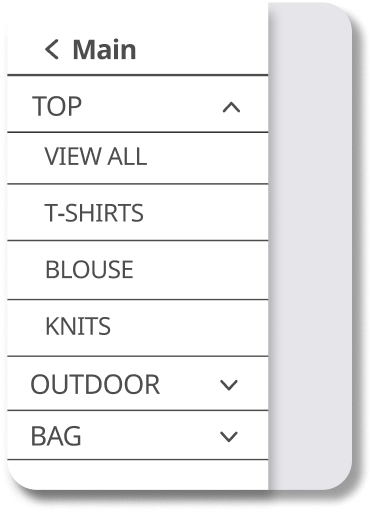 Main
TOP
VIEW ALL
T-SHIRTS
BLOUSE
KNITS
OUTDOOR
BAG